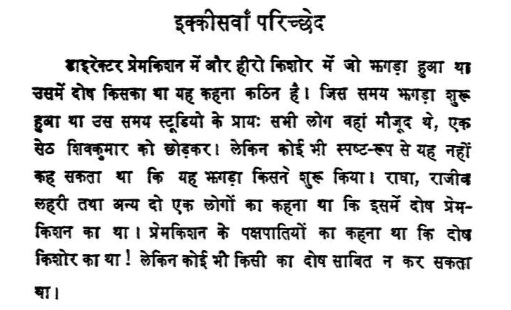 इक्कीसवाँ परिच्छेद
डाइरेक्टर प्रेमकिशन में और हीरो किशोर में जो झगड़ा हुआ था
उसमें दोष किसका था यह कहना कठिन है। जिस समय झगड़ा शुरू
हुआ था उस समय स्टूडियो के प्रायः सभी लोग वहां मौजूद थे, एक
सेठ शिवकुमार को छोड़कर। लेकिन कोई भी स्पष्ट-रूप से यह नहीं
कह सकता था कि यह झगड़ा किसने शुरू किया। राधा, राजीव
लहरी तथा अन्य दो एक लोगों का कहना था कि इसमें दोष प्रेम-
किशन का था। प्रेमकिशन के पक्षपातियों का कहना था कि दोष
किशोर का था! लेकिन कोई भी किसी का दोष साबित न कर सकता
था।